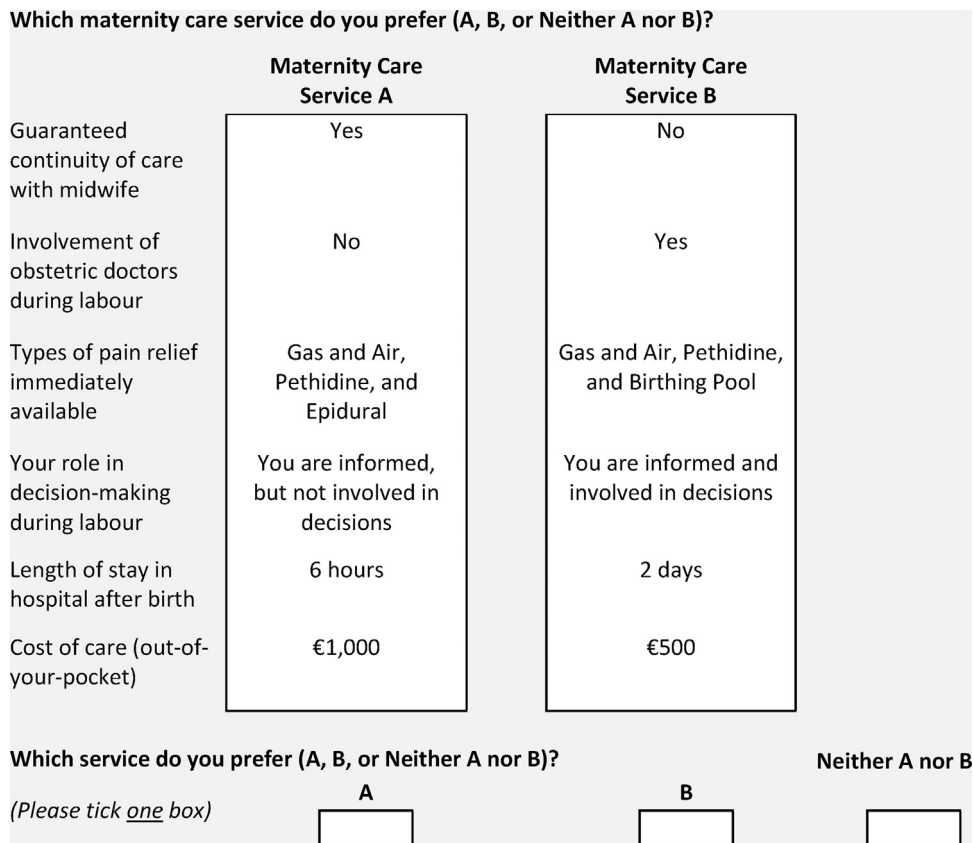 Which maternity care service do you prefer (A, B, or Neither A nor B)?
Maternity Care
Service A
Maternity Care
Service B
Guaranteed
continuity of care
with midwife
Yes
No
Involvement of
obstetric doctors
during labour
No
Yes
Types of pain relief
immediately
available
Gas and Air,
Pethidine, and
Epidural
Gas and Air, Pethidine,
and Birthing Pool
Your role in
decision-making
during labour
You are informed,
but not involved in
decisions
You are informed and
involved in decisions
Length of stay in
hospital after birth
6 hours
2 days
Cost of care (out-of-
your-pocket)
€1,000
€500
Which service do you prefer (A, B, or Neither A nor B)?
Neither A nor B
A
B
(Please tick one box)